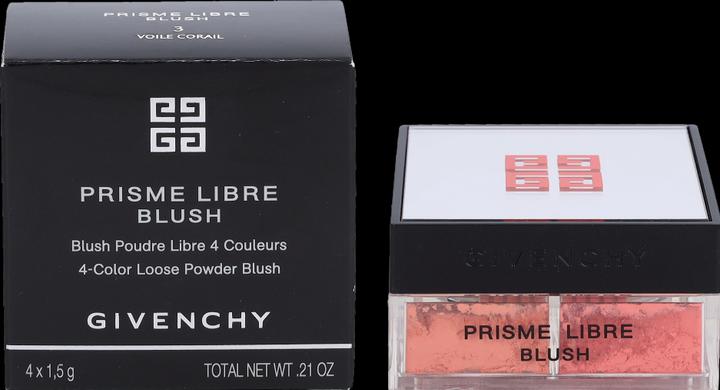 PRISME LIBRE
BLUSH
3
VOILE CORAIL
PRISME LIBRE
BLUSH
Blush Poudre Libre 4 Couleurs
4-Color Loose Powder Blush
GIVENCHY
4 x 1,5 g
TOTAL NET WT .21 OZ
GIVENCHY
PRISME LIBRE
BLUSH